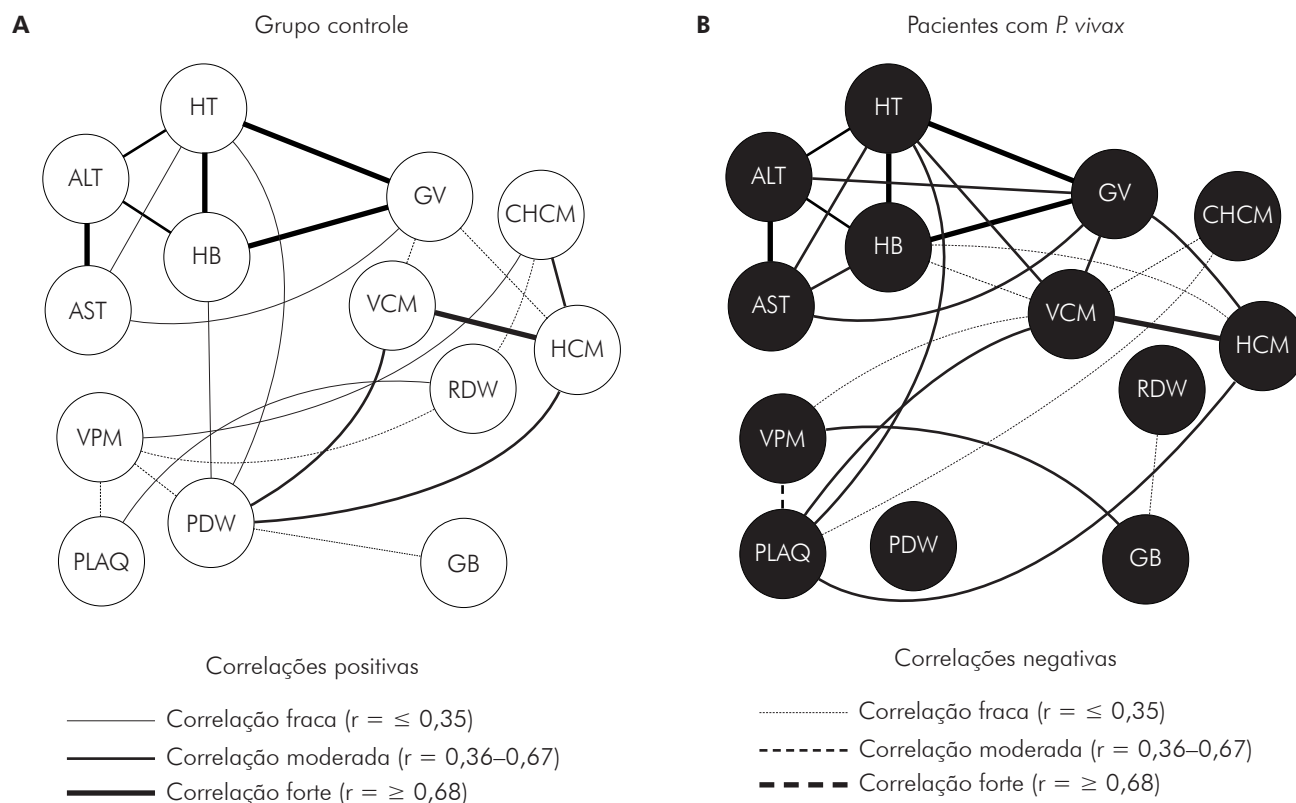 A
Grupo controle
HT
ALT
GV
CHCM
HB
AST
VCM
HCM
RDW
VPM
PDW
PLAQ
GB
Correlações positivas
Correlação fraca (r = ≤ 0,35)
Correlação moderada (r = 0,36–0,67)
Correlação forte (r = ≥ 0,68)
B
Pacientes com P. vivax
HT
ALT
GV
CHCM
HB
AST
VCM
HCM
RDW
VPM
PLAQ
PDW
GB
Correlações negativas
Correlação fraca (r = ≤ 0,35)
Correlação moderada (r = 0,36–0,67)
Correlação forte (r = ≥ 0,68)